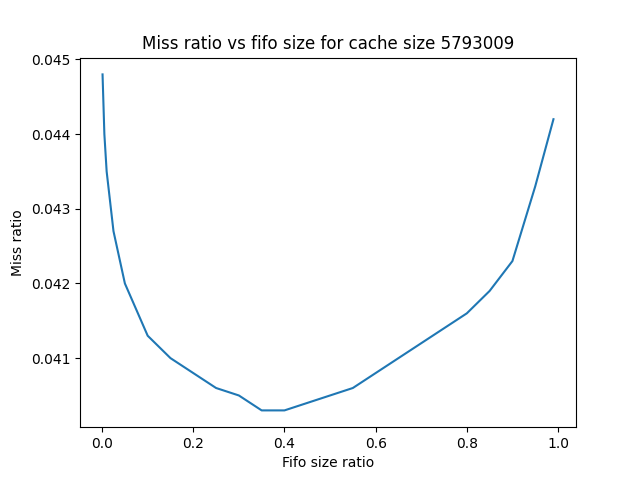 Miss ratio vs fifo size for cache size 5793009
0.045
0.044
0.043
0.042
0.041
Miss ratio
0.0 0.2 0.4 0.6 0.8 1.0
Fifo size ratio